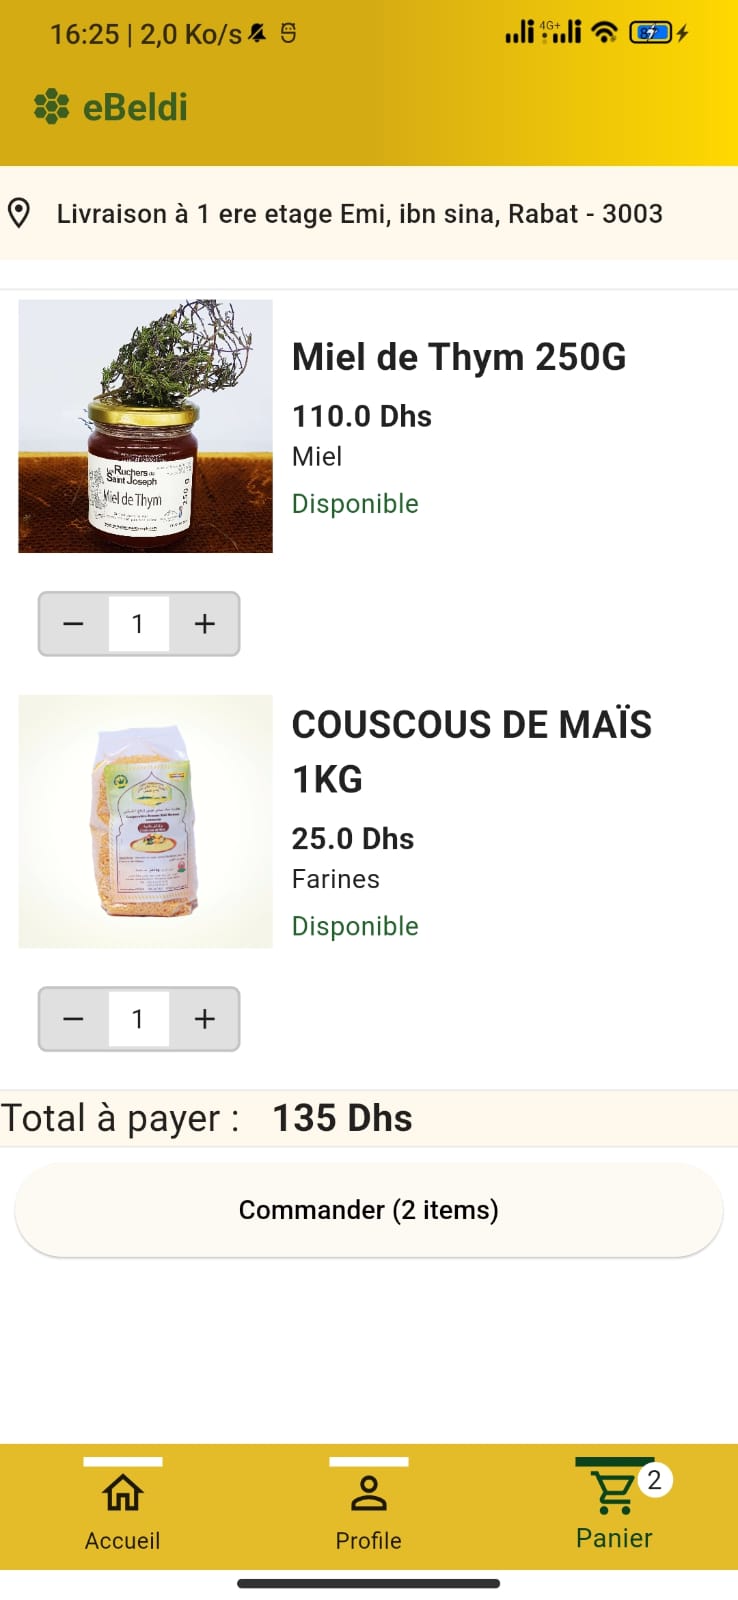 16:25 | 2,0 Ko/s
4G+
eBeldi
Livraison à 1 ere etage Emi, ibn sina, Rabat - 3003
Miel de Thym 250G
110.0 Dhs
Miel
Disponible
Les Ruchers de
Saint Joseph
Miel de Thym
250 g
− 1 +
COUSCOUS DE MAÏS
1KG
25.0 Dhs
Farines
Disponible
− 1 +
Total à payer : 135 Dhs
Commander (2 items)
2
Accueil
Profile
Panier